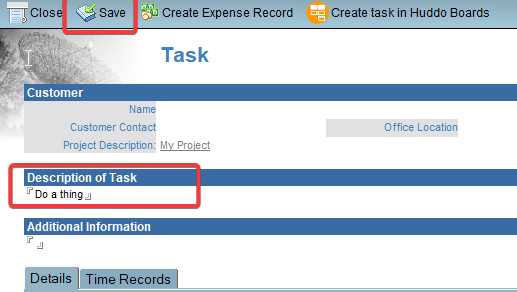 Close Save Create Expense Record Create task in Huddo Boards
Task
Customer
Name
Customer Contact Office Location
Project Description: My Project
Description of Task
Do a thing
Additional Information
Details Time Records